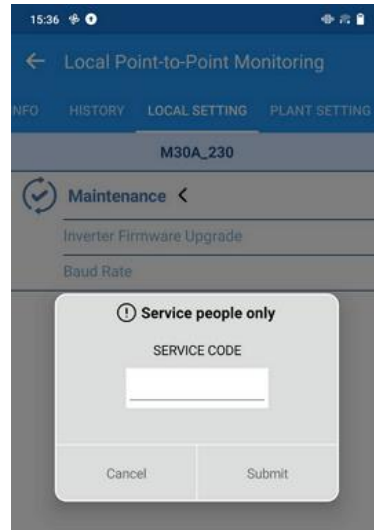 15:36
Local Point-to-Point Monitoring
NFO HISTORY LOCAL SETTING PLANT SETTING
M30A_230
Maintenance
Inverter Firmware Upgrade
Baud Rate
Service people only
SERVICE CODE
Cancel Submit